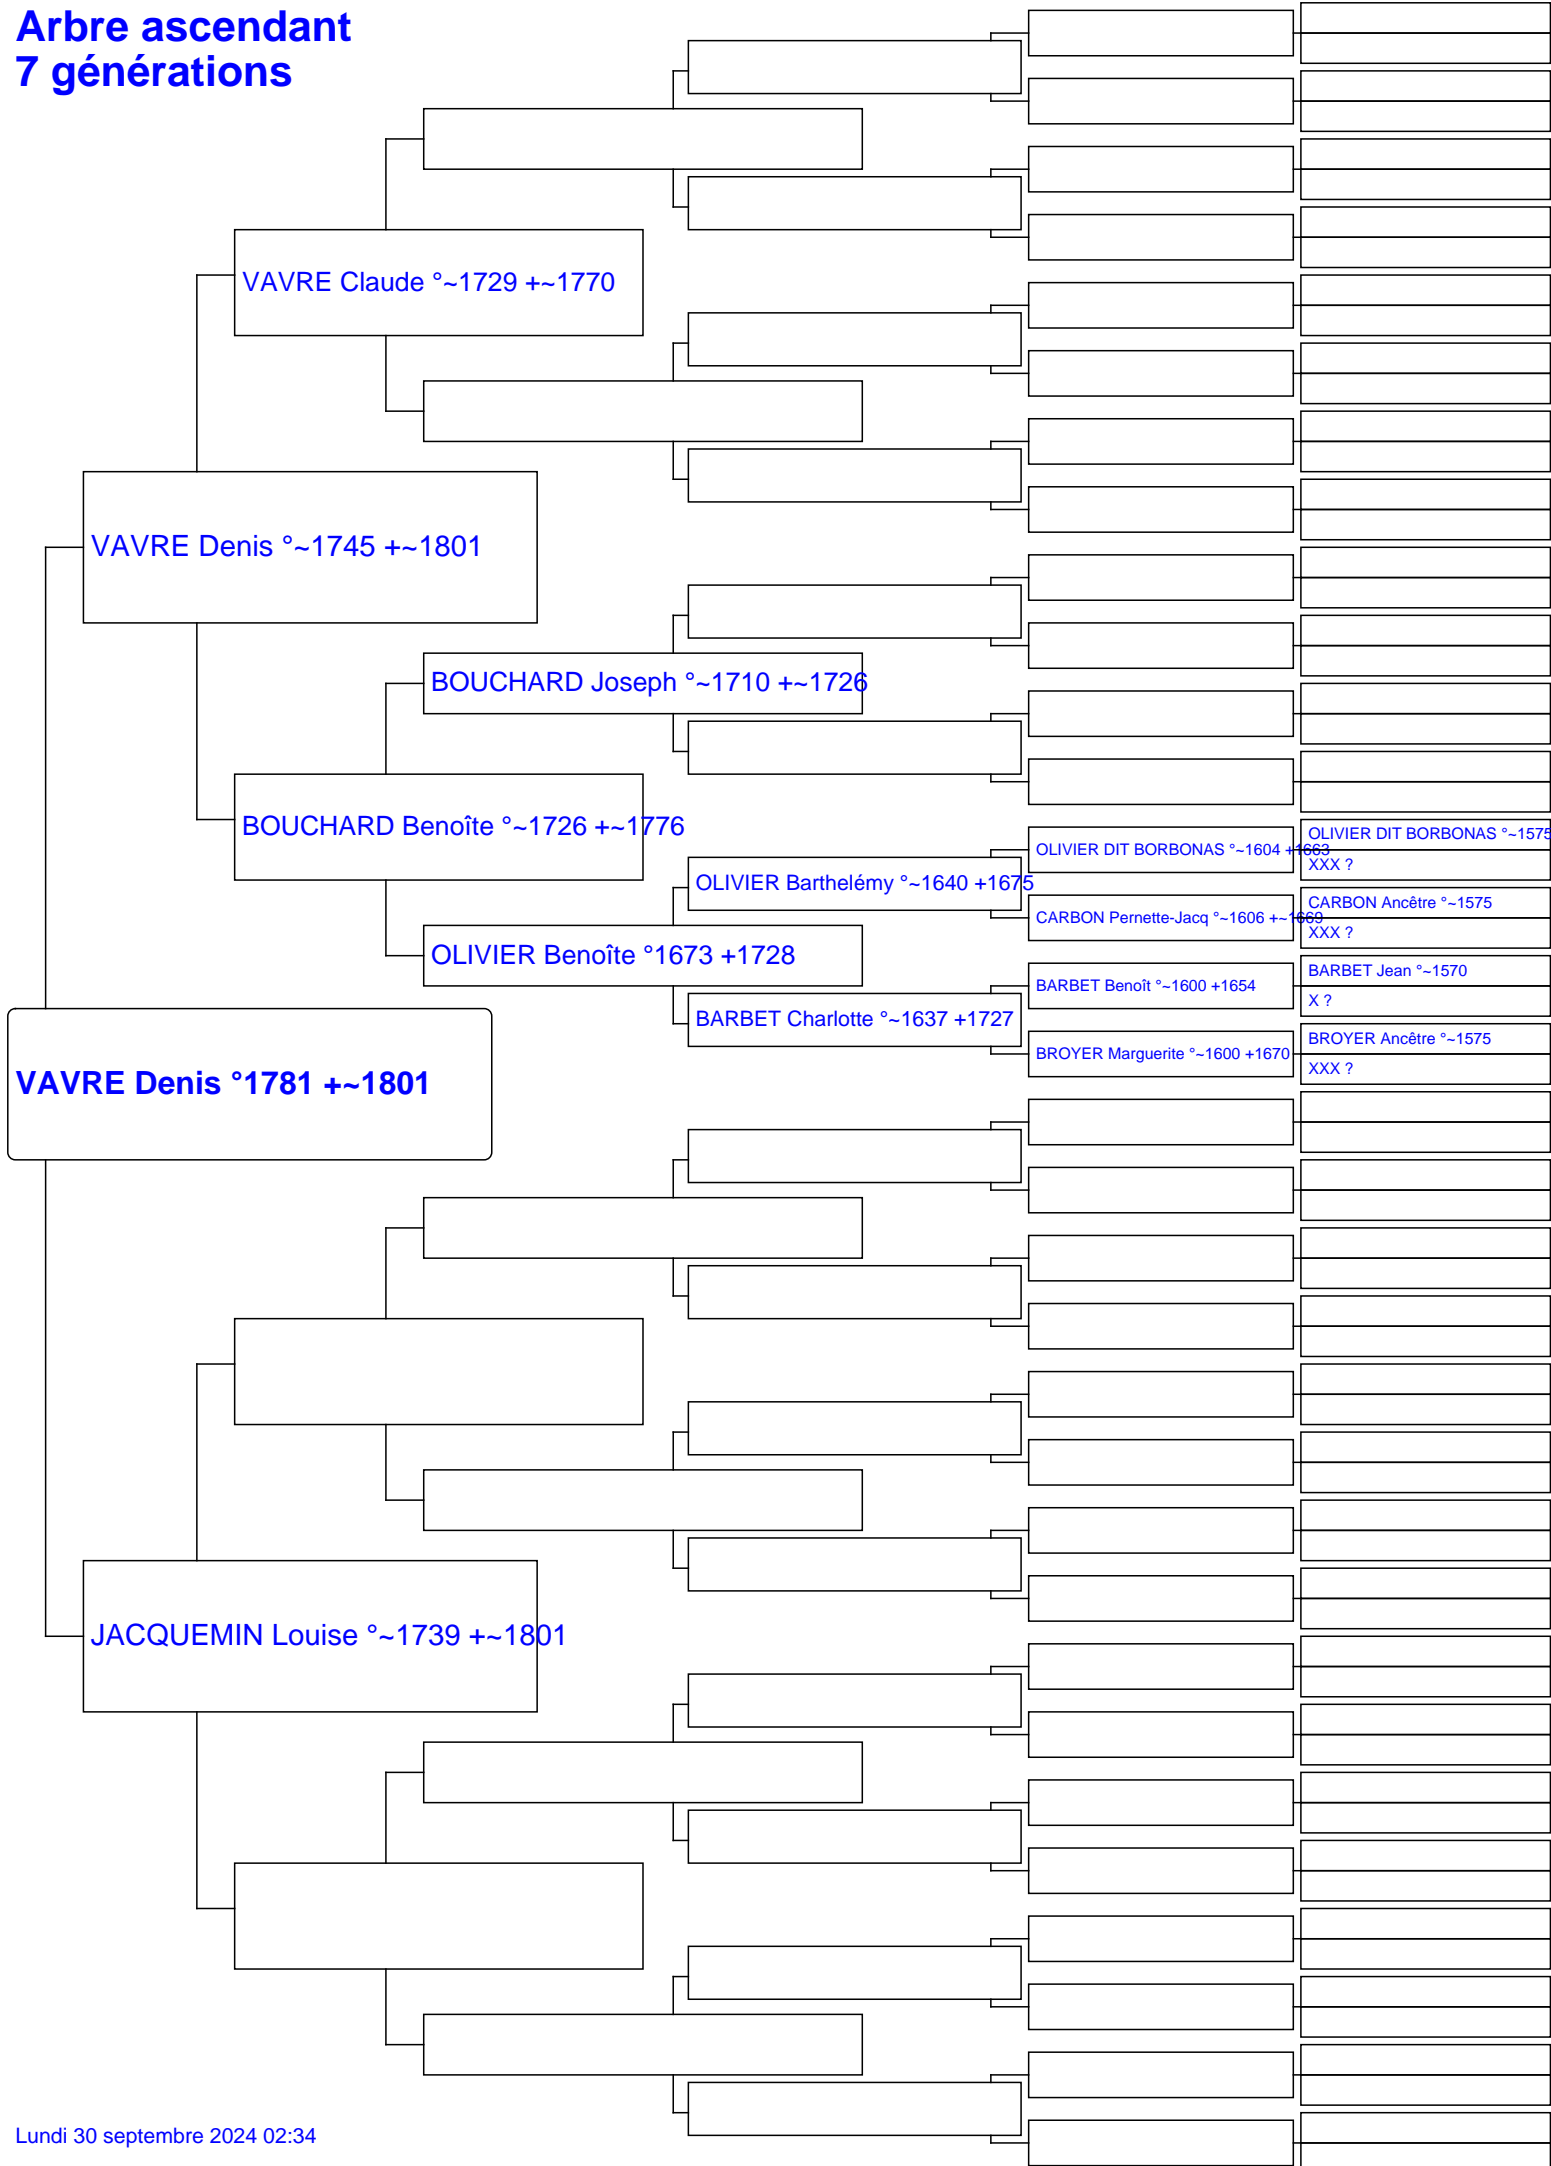 Arbre ascendant
7 générations
VAVRE Claude °~1729 +~1770
VAVRE Denis °~1745 +~1801
BOUCHARD Joseph °~1710 +~1726
BOUCHARD Benoîte °~1726 +~1776
OLIVIER DIT BORBONAS °~1575
OLIVIER DIT BORBONAS °~1604 +1663
XXX ?
OLIVIER Barthelémy °~1640 +1675
CARBON Ancêtre °~1575
CARBON Pernette-Jacq °~1606 +~1669
XXX ?
OLIVIER Benoîte °1673 +1728
BARBET Jean °~1570
BARBET Benoît °~1600 +1654
X ?
BARBET Charlotte °~1637 +1727
BROYER Ancêtre °~1575
BROYER Marguerite °~1600 +1670
XXX ?
VAVRE Denis °1781 +~1801
JACQUEMIN Louise °~1739 +~1801
Lundi 30 septembre 2024 02:34